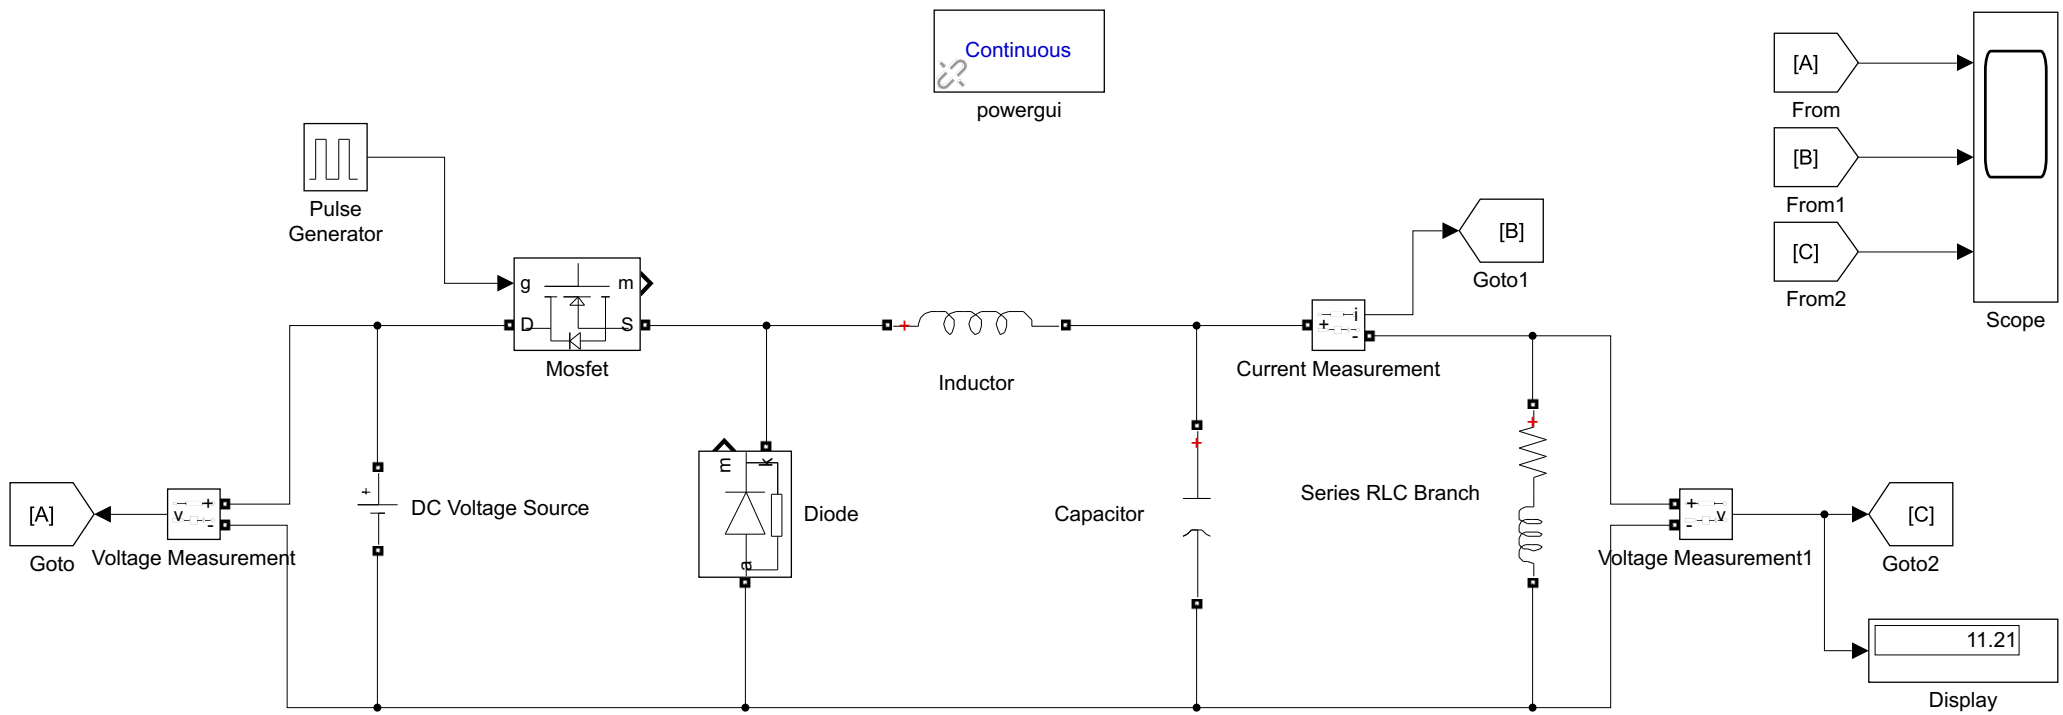 Continuous
powergui
[A]
From
[B]
From1
[C]
From2
Scope
Pulse
Generator
[B]
Goto1
g
m
D
S
Mosfet
+
Inductor
i
+
-
Current Measurement
+
+
m
k
a
Diode
+
DC Voltage Source
Capacitor
Series RLC Branch
[A]
Goto
v
+
-
Voltage Measurement
+
-
v
Voltage Measurement1
[C]
Goto2
11.21
Display